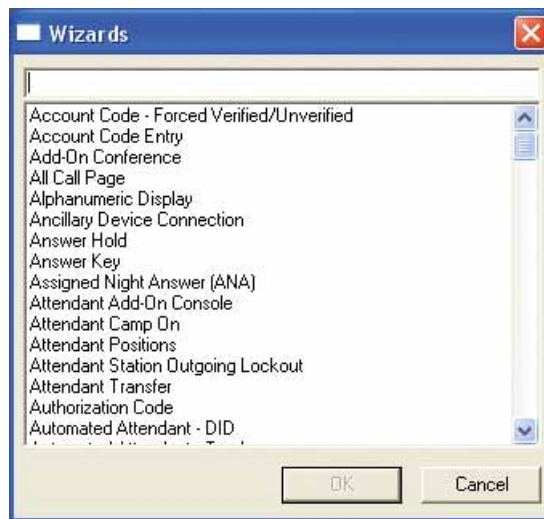 Wizards
Account Code - Forced Verified/Unverified
Account Code Entry
Add-On Conference
All Call Page
Alphanumeric Display
Ancillary Device Connection
Answer Hold
Answer Key
Assigned Night Answer (ANA)
Attendant Add-On Console
Attendant Camp On
Attendant Positions
Attendant Station Outgoing Lockout
Attendant Transfer
Authorization Code
Automated Attendant - DID
OK
Cancel